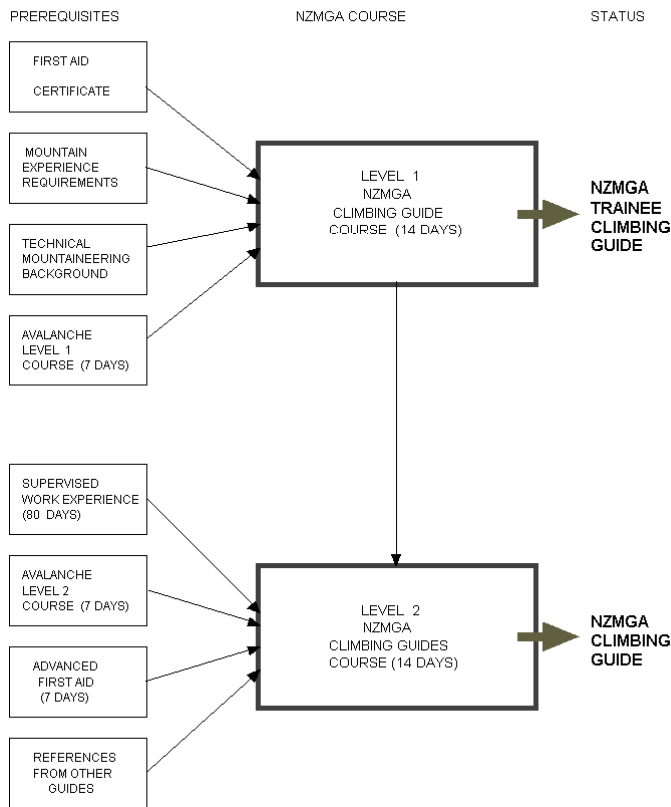 PREREQUISITES
NZMGA COURSE
STATUS
FIRST AID
CERTIFICATE
MOUNTAIN
EXPERIENCE
REQUIREMENTS
TECHNICAL
MOUNTAINEERING
BACKGROUND
AVALANCHE
LEVEL 1
COURSE (7 DAYS)
LEVEL 1
NZMGA
CLIMBING GUIDE
COURSE (14 DAYS)
NZMGA
TRAINEE
CLIMBING
GUIDE
SUPERVISED
WORK EXPERIENCE
(80 DAYS)
AVALANCHE
LEVEL 2
COURSE (7 DAYS)
ADVANCED
FIRST AID
(7 DAYS)
REFERENCES
FROM OTHER
GUIDES
LEVEL 2
NZMGA
CLIMBING GUIDES
COURSE (14 DAYS)
NZMGA
CLIMBING
GUIDE